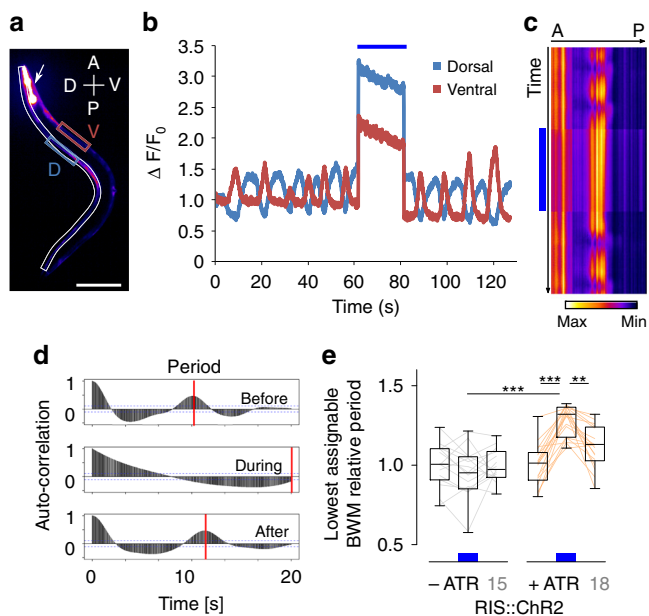 a
A
D V
P
V
D
b
Δ F/F0
3.5
3.0
2.5
2.0
1.5
1.0
0.5
0
0 20 40 60 80 100 120
Time (s)
Dorsal
Ventral
c
A P
Time
Max Min
d
Period
Auto-correlation
1
0
Before
1
0
During
1
0
After
0 10 20
Time [s]
e
Lowest assignable
BWM relative period
1.5
1.0
0.5
*** *** **
– ATR 15 + ATR 18
RIS::ChR2